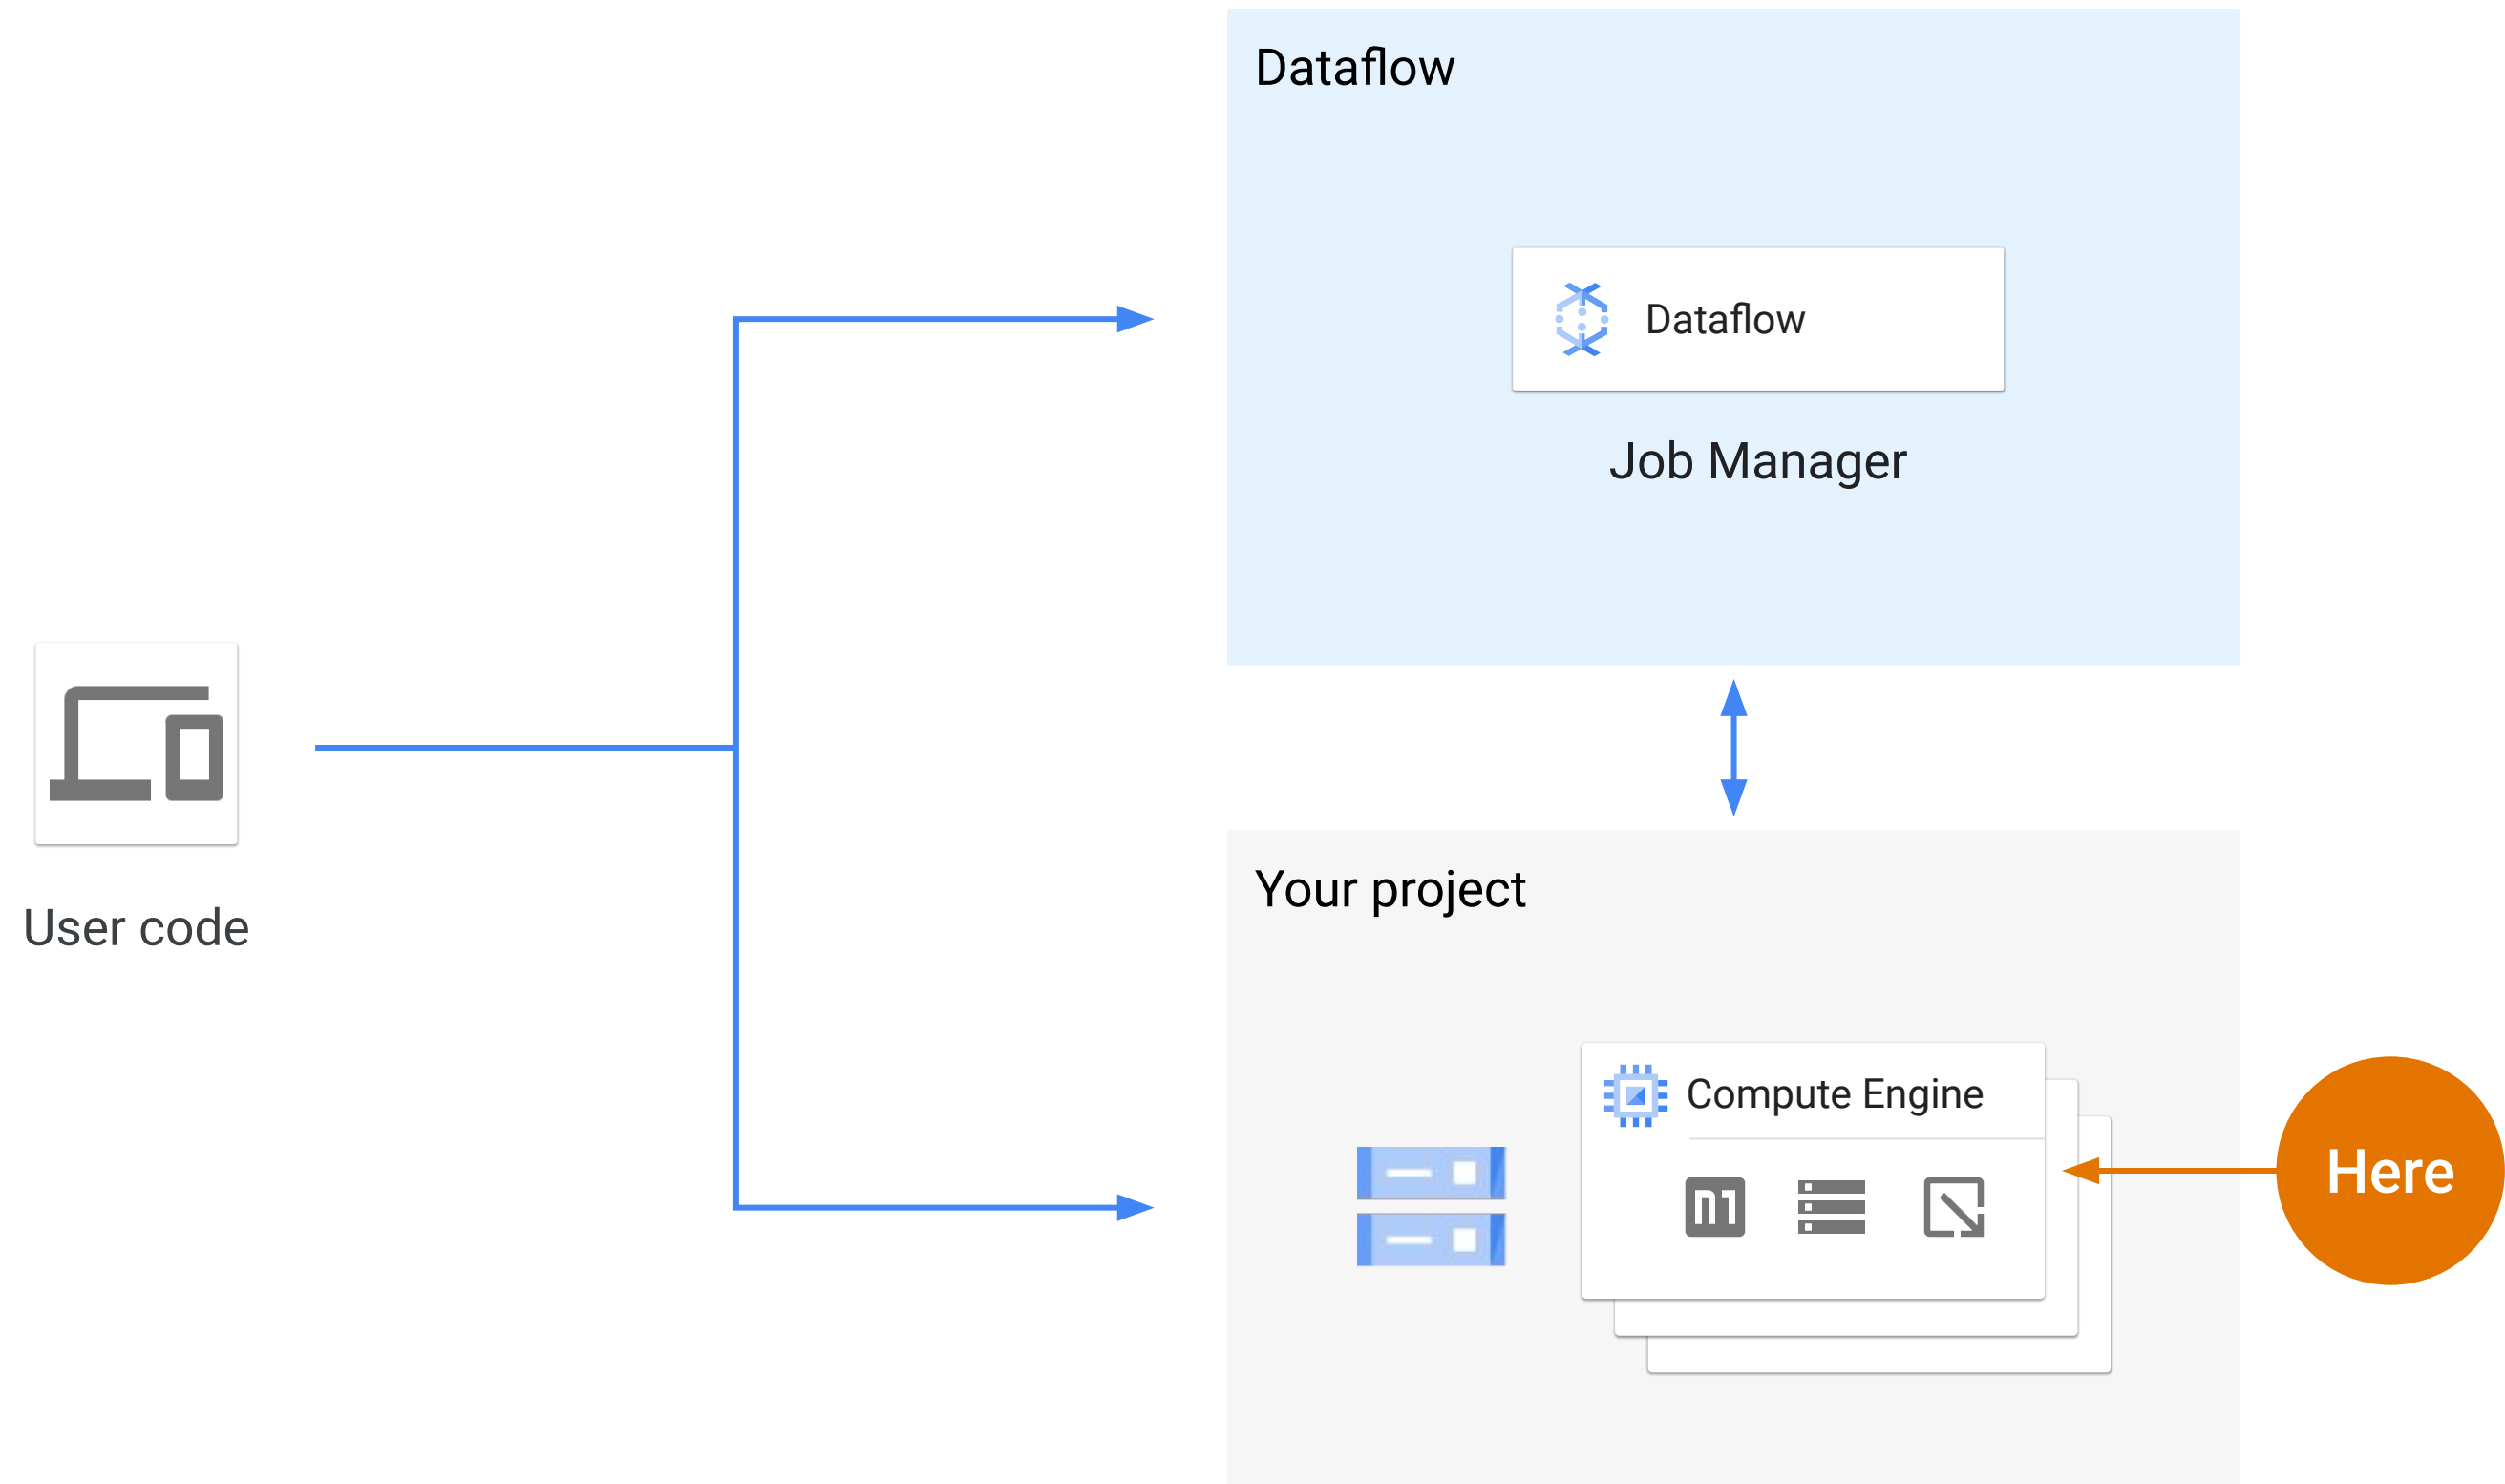 Dataflow
Dataflow
Job Manager
User code
Your project
Compute Engine
Here